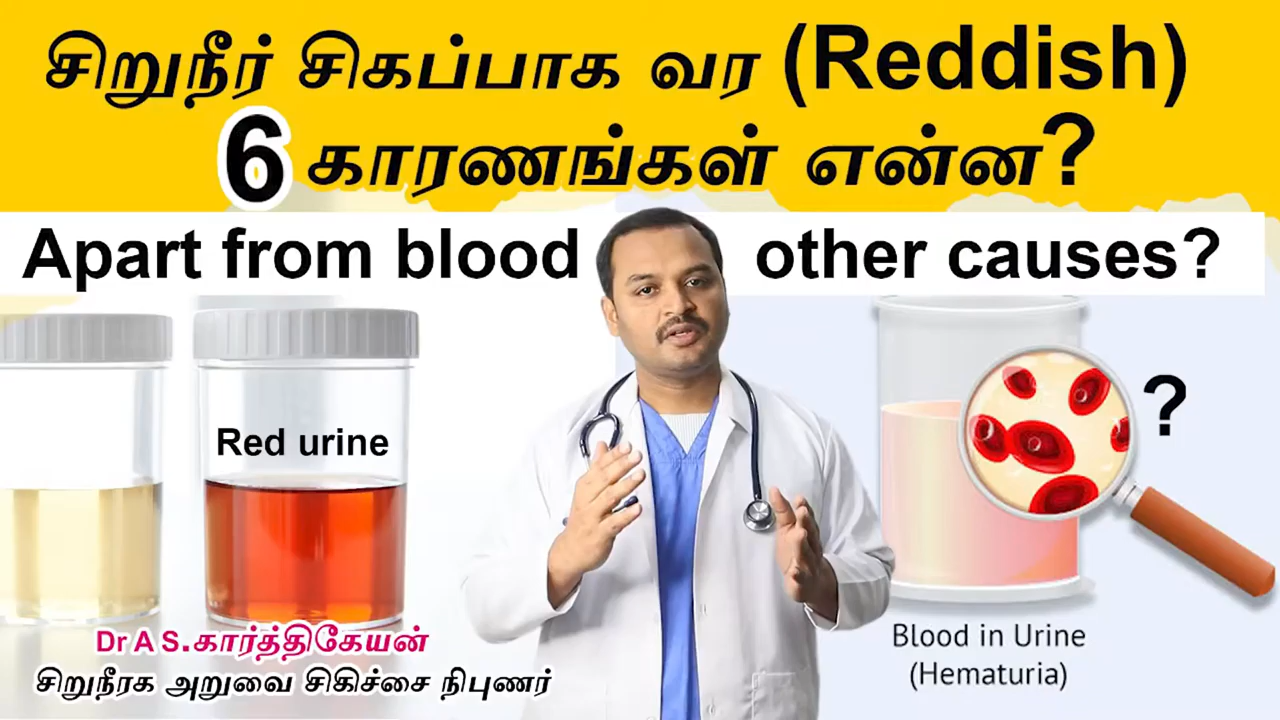 சிறுநீர் சிகப்பாக வர (Reddish)
6 காரணங்கள் என்ன?
Apart from blood other causes?
Red urine
?
Blood in Urine
(Hematuria)
Dr A S.கார்த்திகேயன்
சிறுநீரக அறுவை சிகிச்சை நிபுணர்